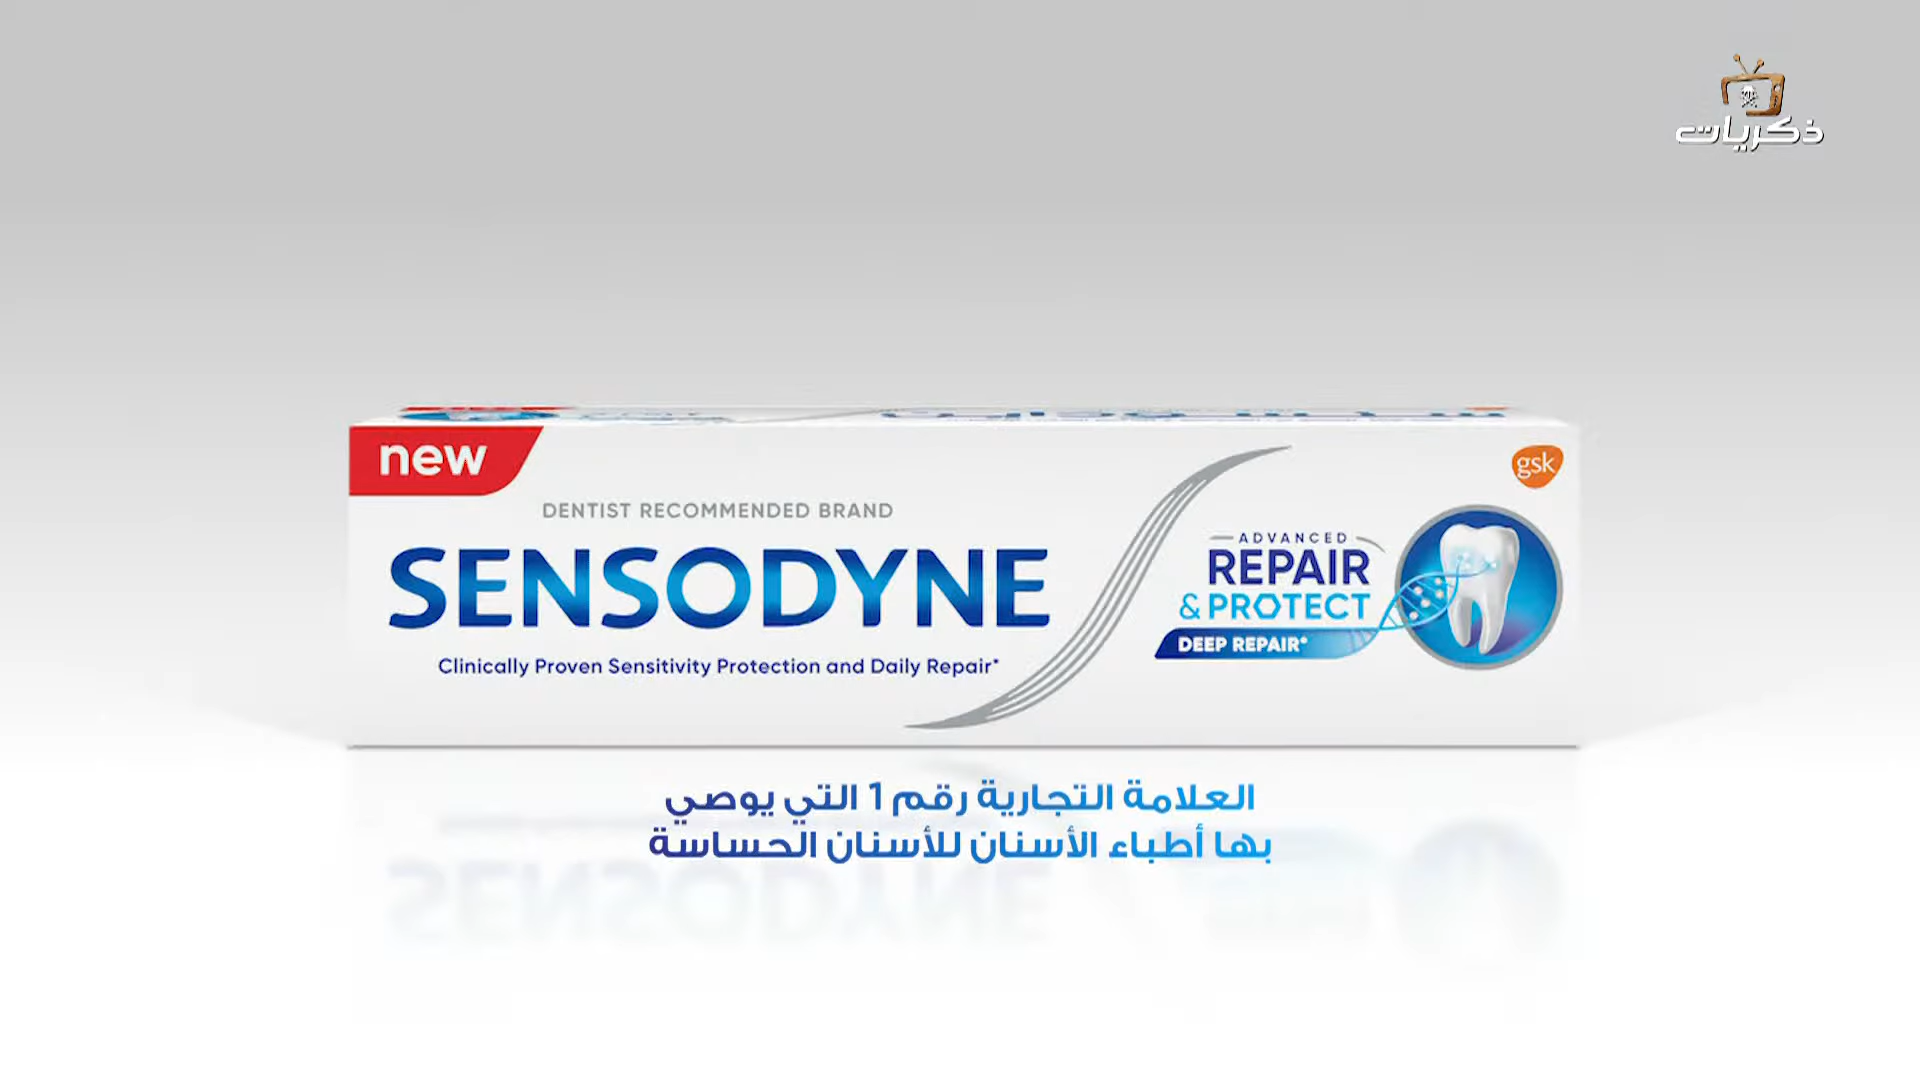 ذكريات
new
gsk
DENTIST RECOMMENDED BRAND
SENSODYNE
Clinically Proven Sensitivity Protection and Daily Repair*
ADVANCED
REPAIR
& PROTECT
DEEP REPAIR*
العلامة التجارية رقم 1 التي يوصي
بها أطباء الأسنان للأسنان الحساسة